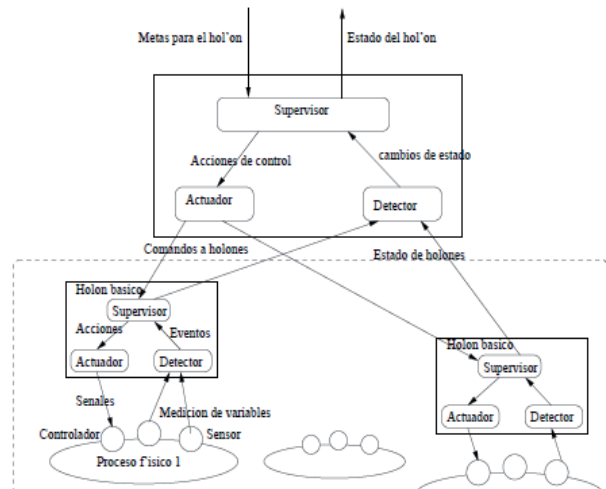 Metas para el hol'on
Estado del hol'on
Supervisor
Acciones de control
cambios de estado
Actuador
Detector
Comandos a holones
Estado de holones
Holon basico
Supervisor
Acciones
Eventos
Actuador
Detector
Holon basico
Supervisor
Senales
Medicion de variables
Actuador
Detector
Controlador
Sensor
Proceso f'isico 1